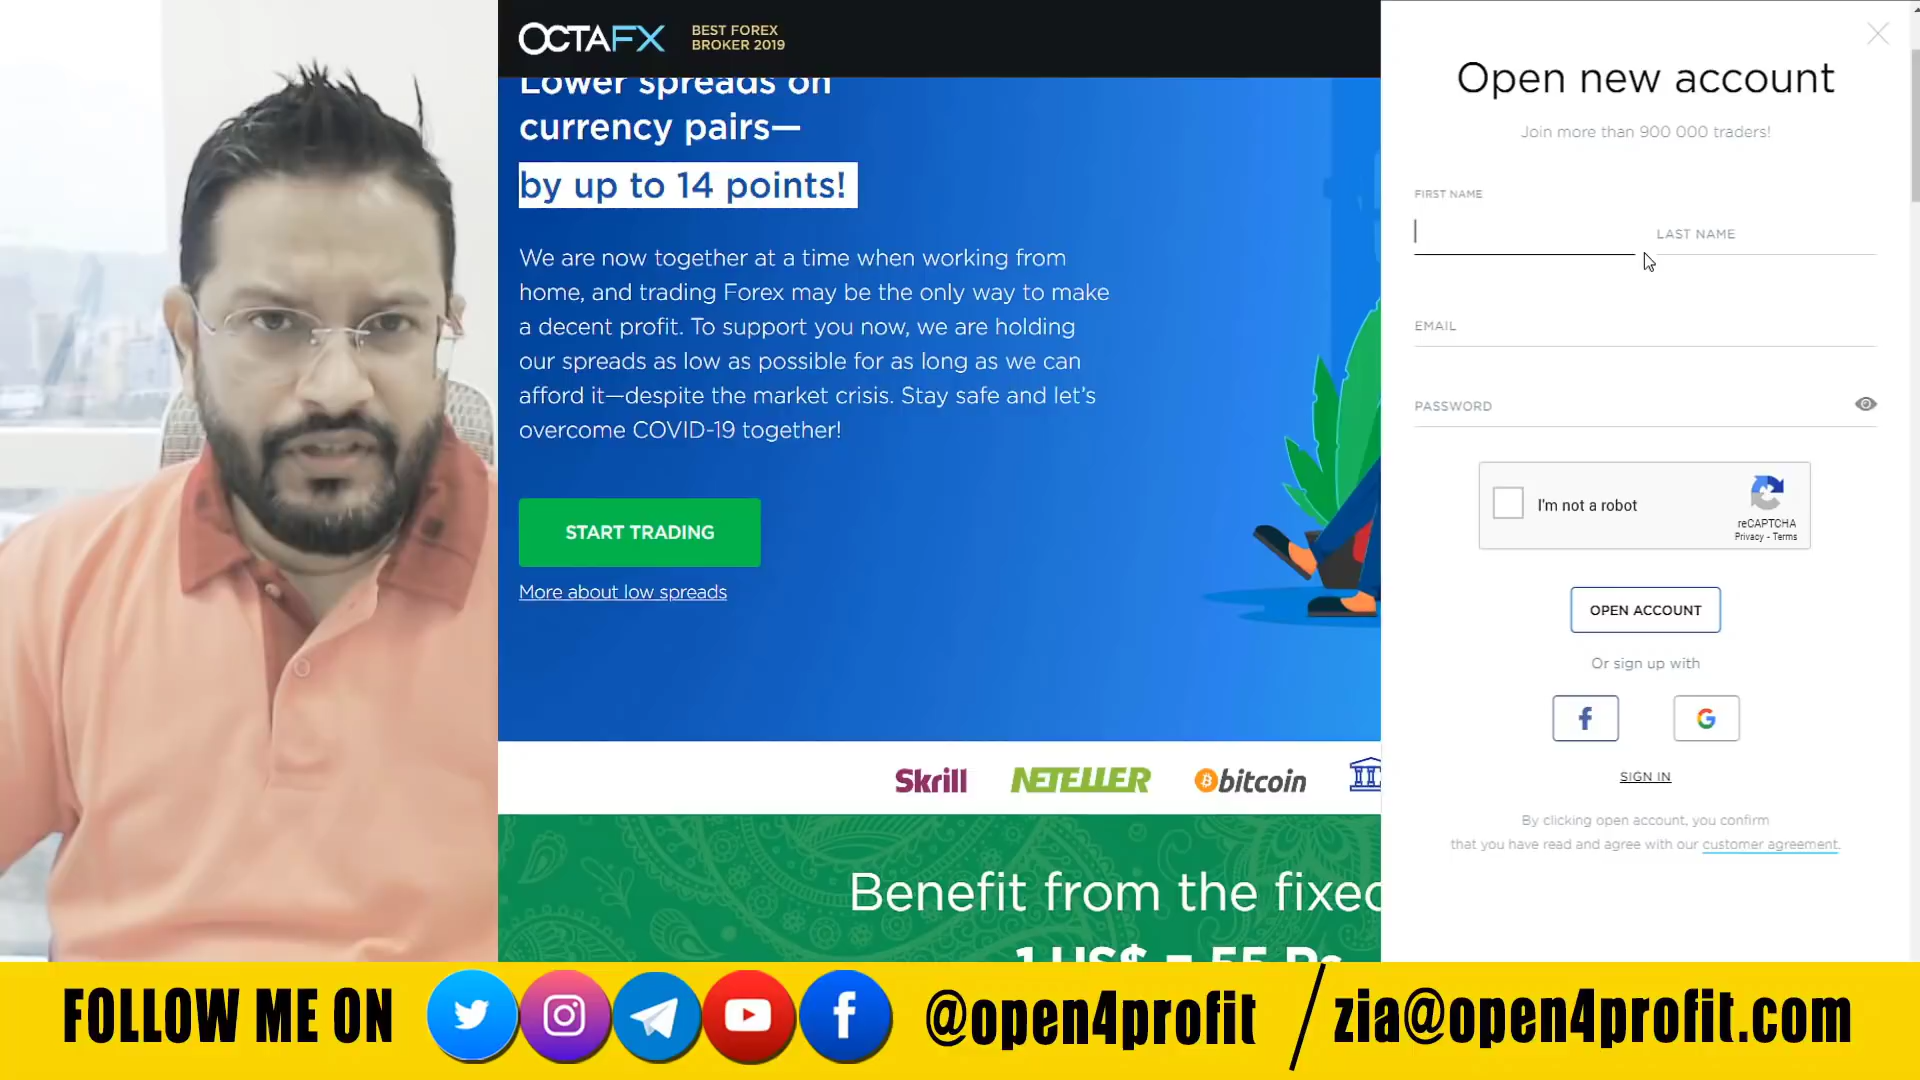 OCTAFX
BEST FOREX
BROKER 2019
Lower spreads on
currency pairs—
by up to 14 points!
We are now together at a time when working from
home, and trading Forex may be the only way to make
a decent profit. To support you now, we are holding
our spreads as low as possible for as long as we can
afford it—despite the market crisis. Stay safe and let's
overcome COVID-19 together!
START TRADING
More about low spreads
Skrill
NETELLER
bitcoin
Benefit from the fixed
1 US$ = 55 Rs
Open new account
Join more than 900 000 traders!
FIRST NAME
LAST NAME
EMAIL
PASSWORD
I'm not a robot
reCAPTCHA
Privacy - Terms
OPEN ACCOUNT
Or sign up with
SIGN IN
By clicking open account, you confirm
that you have read and agree with our customer agreement.
FOLLOW ME ON
@open4profit / zia@open4profit.com